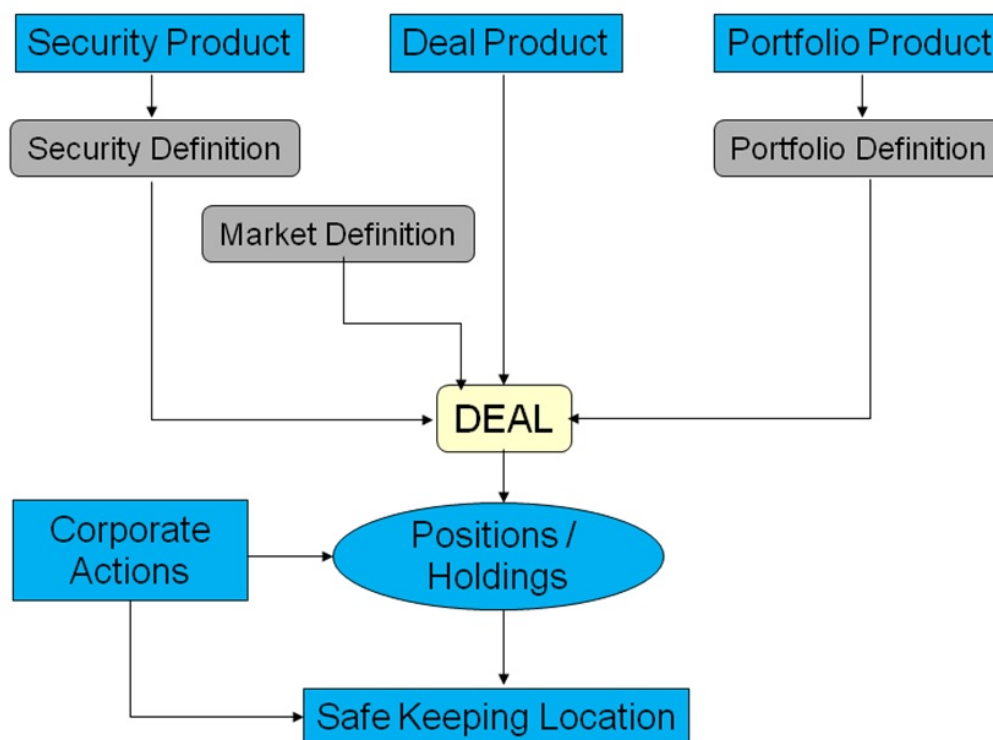 Security Product
Deal Product
Portfolio Product
Security Definition
Portfolio Definition
Market Definition
DEAL
Corporate
Actions
Positions /
Holdings
Safe Keeping Location